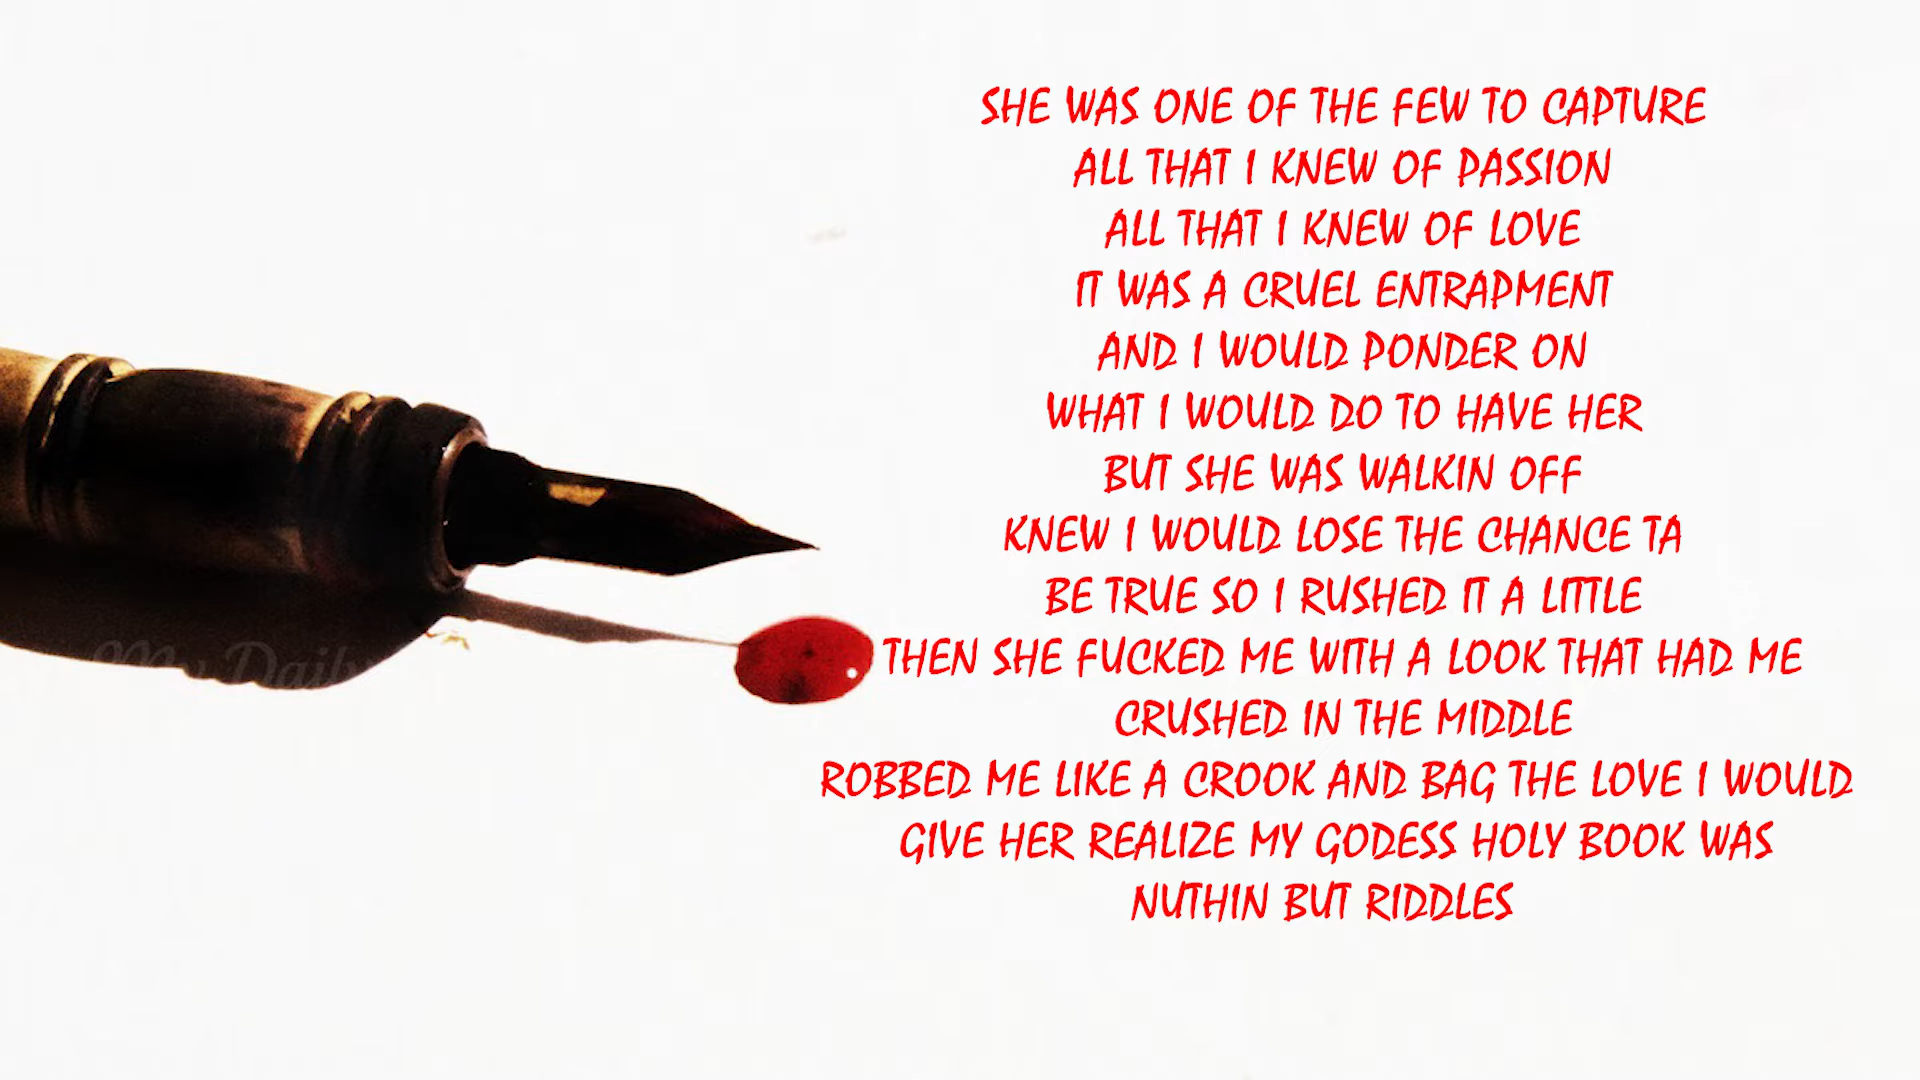 SHE WAS ONE OF THE FEW TO CAPTURE
ALL THAT I KNEW OF PASSION
ALL THAT I KNEW OF LOVE
IT WAS A CRUEL ENTRAPMENT
AND I WOULD PONDER ON
WHAT I WOULD DO TO HAVE HER
BUT SHE WAS WALKIN OFF
KNEW I WOULD LOSE THE CHANCE TA
BE TRUE SO I RUSHED IT A LITTLE
THEN SHE FUCKED ME WITH A LOOK THAT HAD ME
CRUSHED IN THE MIDDLE
ROBBED ME LIKE A CROOK AND BAG THE LOVE I WOULD
GIVE HER REALIZE MY GODESS HOLY BOOK WAS
NUTHIN BUT RIDDLES
My Daily